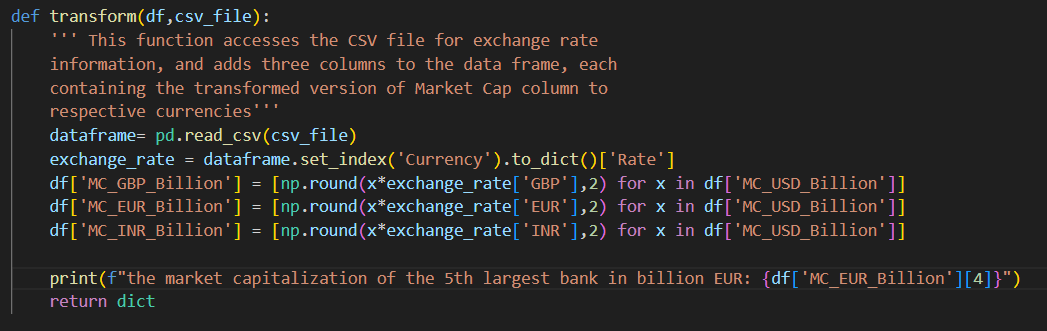 def transform(df,csv_file):
    ''' This function accesses the CSV file for exchange rate
    information, and adds three columns to the data frame, each
    containing the transformed version of Market Cap column to
    respective currencies'''
    dataframe= pd.read_csv(csv_file)
    exchange_rate = dataframe.set_index('Currency').to_dict()['Rate']
    df['MC_GBP_Billion'] = [np.round(x*exchange_rate['GBP'],2) for x in df['MC_USD_Billion']]
    df['MC_EUR_Billion'] = [np.round(x*exchange_rate['EUR'],2) for x in df['MC_USD_Billion']]
    df['MC_INR_Billion'] = [np.round(x*exchange_rate['INR'],2) for x in df['MC_USD_Billion']]
    print(f"the market capitalization of the 5th largest bank in billion EUR: {df['MC_EUR_Billion'][4]}")
    return dict